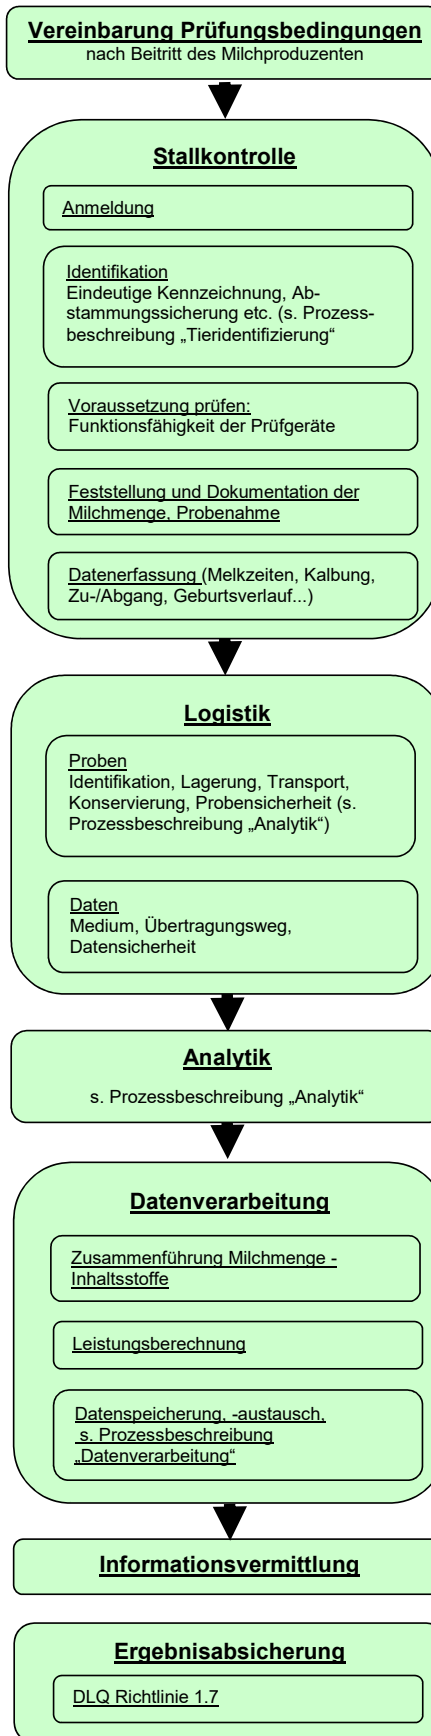 Vereinbarung Prüfungsbedingungen
nach Beitritt des Milchproduzenten
Stallkontrolle
Anmeldung
Identifikation
Eindeutige Kennzeichnung, Ab-
stammungssicherung etc. (s. Prozess-
beschreibung „Tieridentifizierung“
Voraussetzung prüfen:
Funktionsfähigkeit der Prüfgeräte
Feststellung und Dokumentation der
Milchmenge, Probenahme
Datenerfassung (Melkzeiten, Kalbung,
Zu-/Abgang, Geburtsverlauf...)
Logistik
Proben
Identifikation, Lagerung, Transport,
Konservierung, Probensicherheit (s.
Prozessbeschreibung „Analytik“)
Daten
Medium, Übertragungsweg,
Datensicherheit
Analytik
s. Prozessbeschreibung „Analytik“
Datenverarbeitung
Zusammenführung Milchmenge -
Inhaltsstoffe
Leistungsberechnung
Datenspeicherung, -austausch,
s. Prozessbeschreibung
„Datenverarbeitung“
Informationsvermittlung
Ergebnisabsicherung
DLQ Richtlinie 1.7